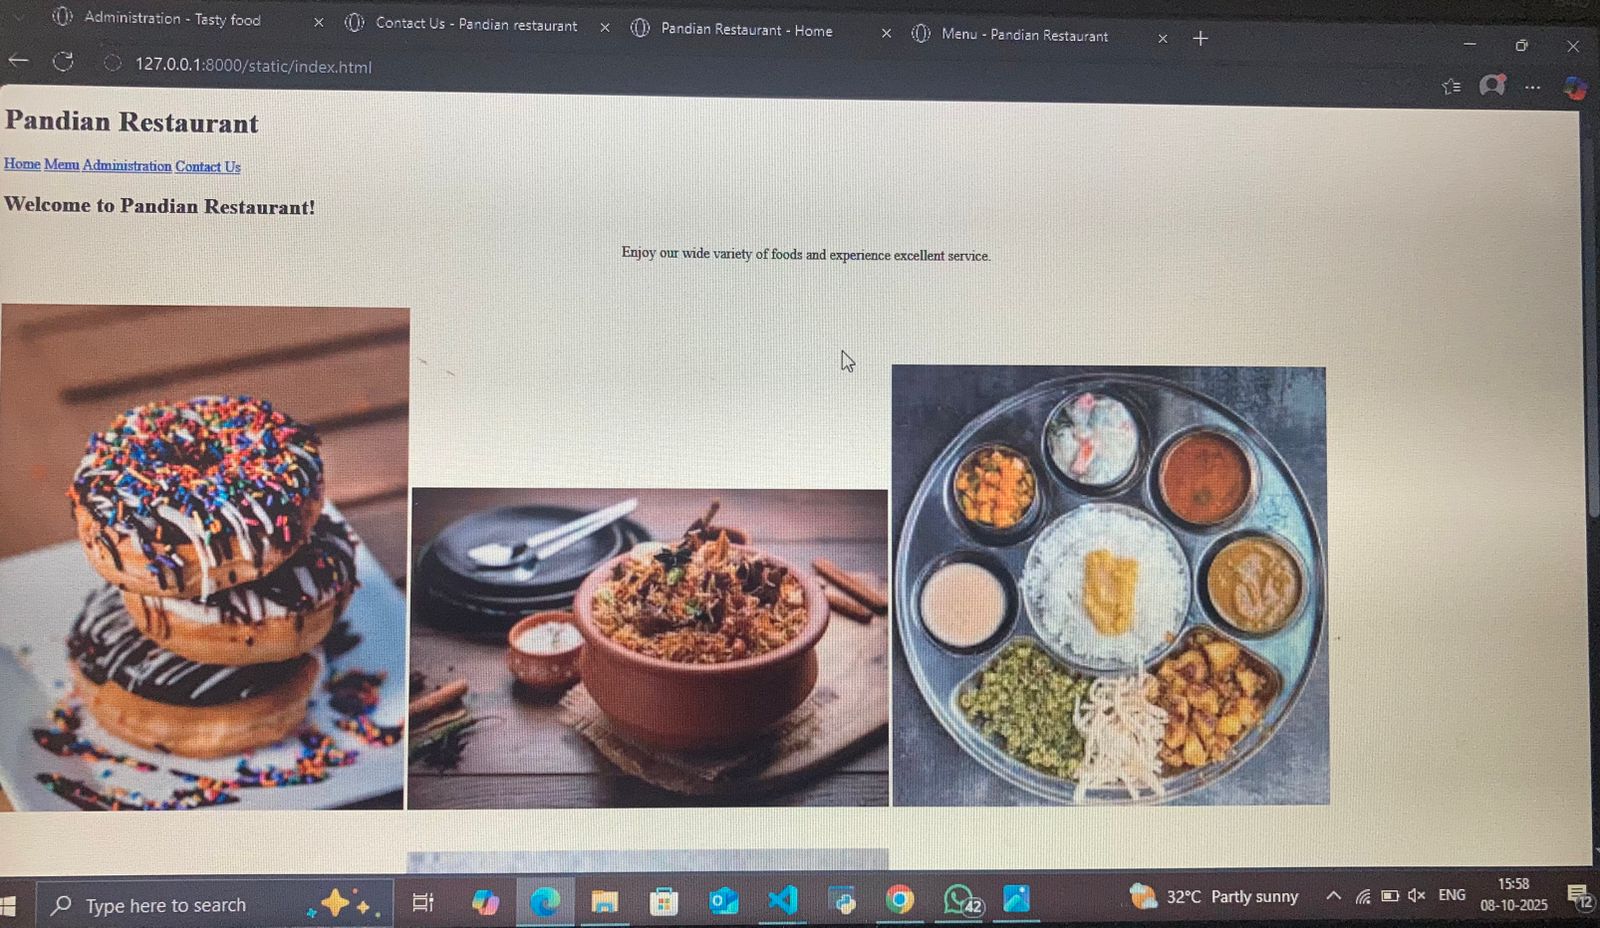 Administration - Tasty food
Contact Us - Pandian restaurant
Pandian Restaurant - Home
Menu - Pandian Restaurant
127.0.0.1:8000/static/index.html
Pandian Restaurant
Home Menu Administration Contact Us
Welcome to Pandian Restaurant!
Enjoy our wide variety of foods and experience excellent service.
Type here to search
42
32°C Partly sunny
ENG
15:58
08-10-2025
12